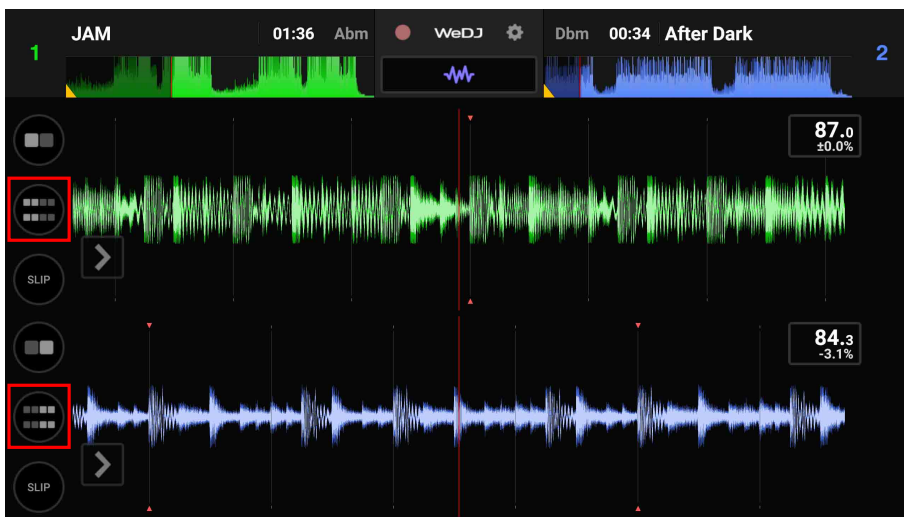 1
JAM 01:36 Abm
WeDJ
Dbm 00:34 After Dark
2
87.0
±0.0%
SLIP
84.3
-3.1%
SLIP